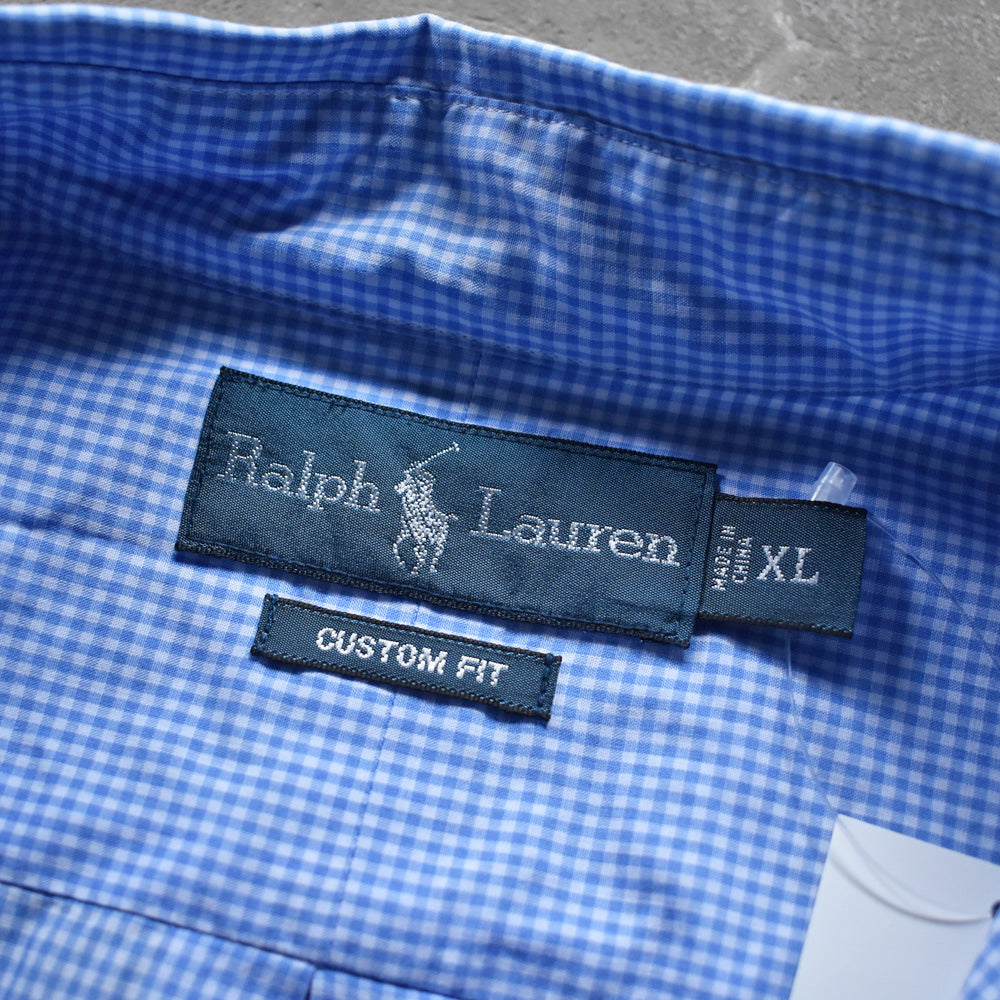 Ralph Lauren
MADE IN
CHINA
XL
CUSTOM FIT